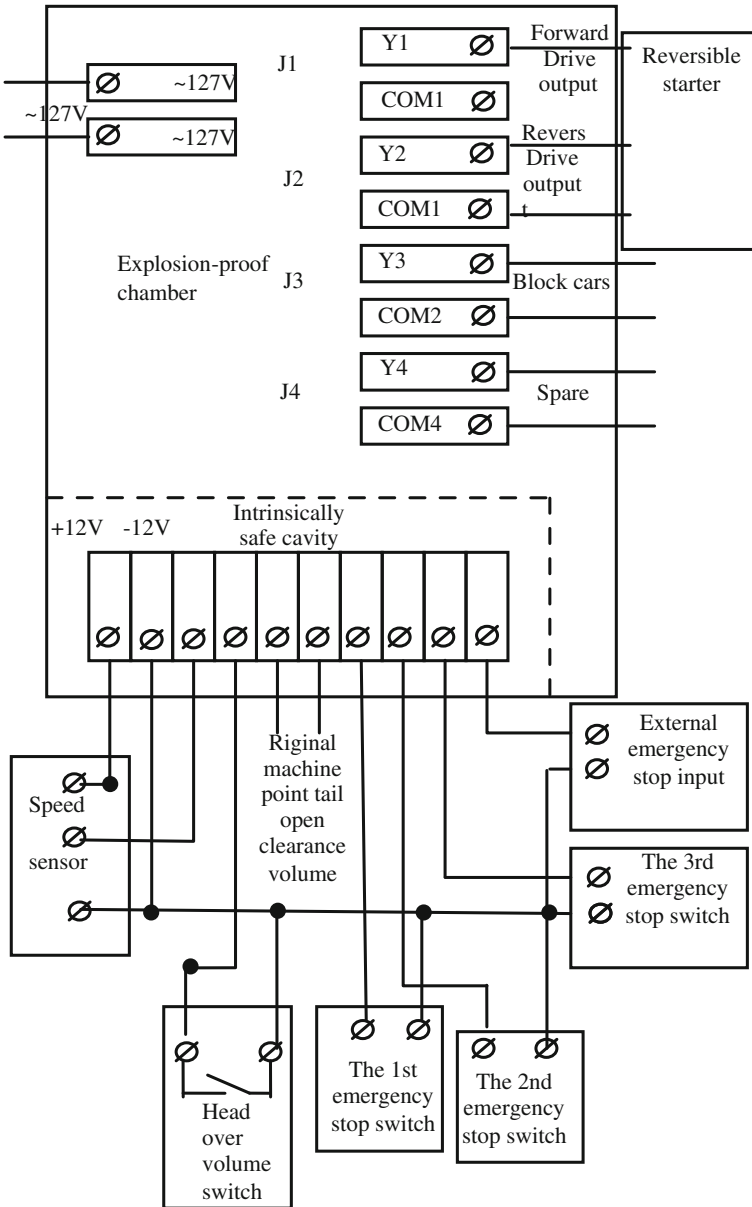 J1
Y1
Forward
Drive
output
Reversible
starter
~127V
~127V
~127V
COM1
J2
Y2
Revers
Drive
output
t
COM1
Explosion-proof
chamber
J3
Y3
Block cars
COM2
J4
Y4
Spare
COM4
+12V
-12V
Intrinsically
safe cavity
Speed
sensor
Riginal
machine
point tail
open
clearance
volume
External
emergency
stop input
The 3rd
emergency
stop switch
Head
over
volume
switch
The 1st
emergency
stop switch
The 2nd
emergency
stop switch